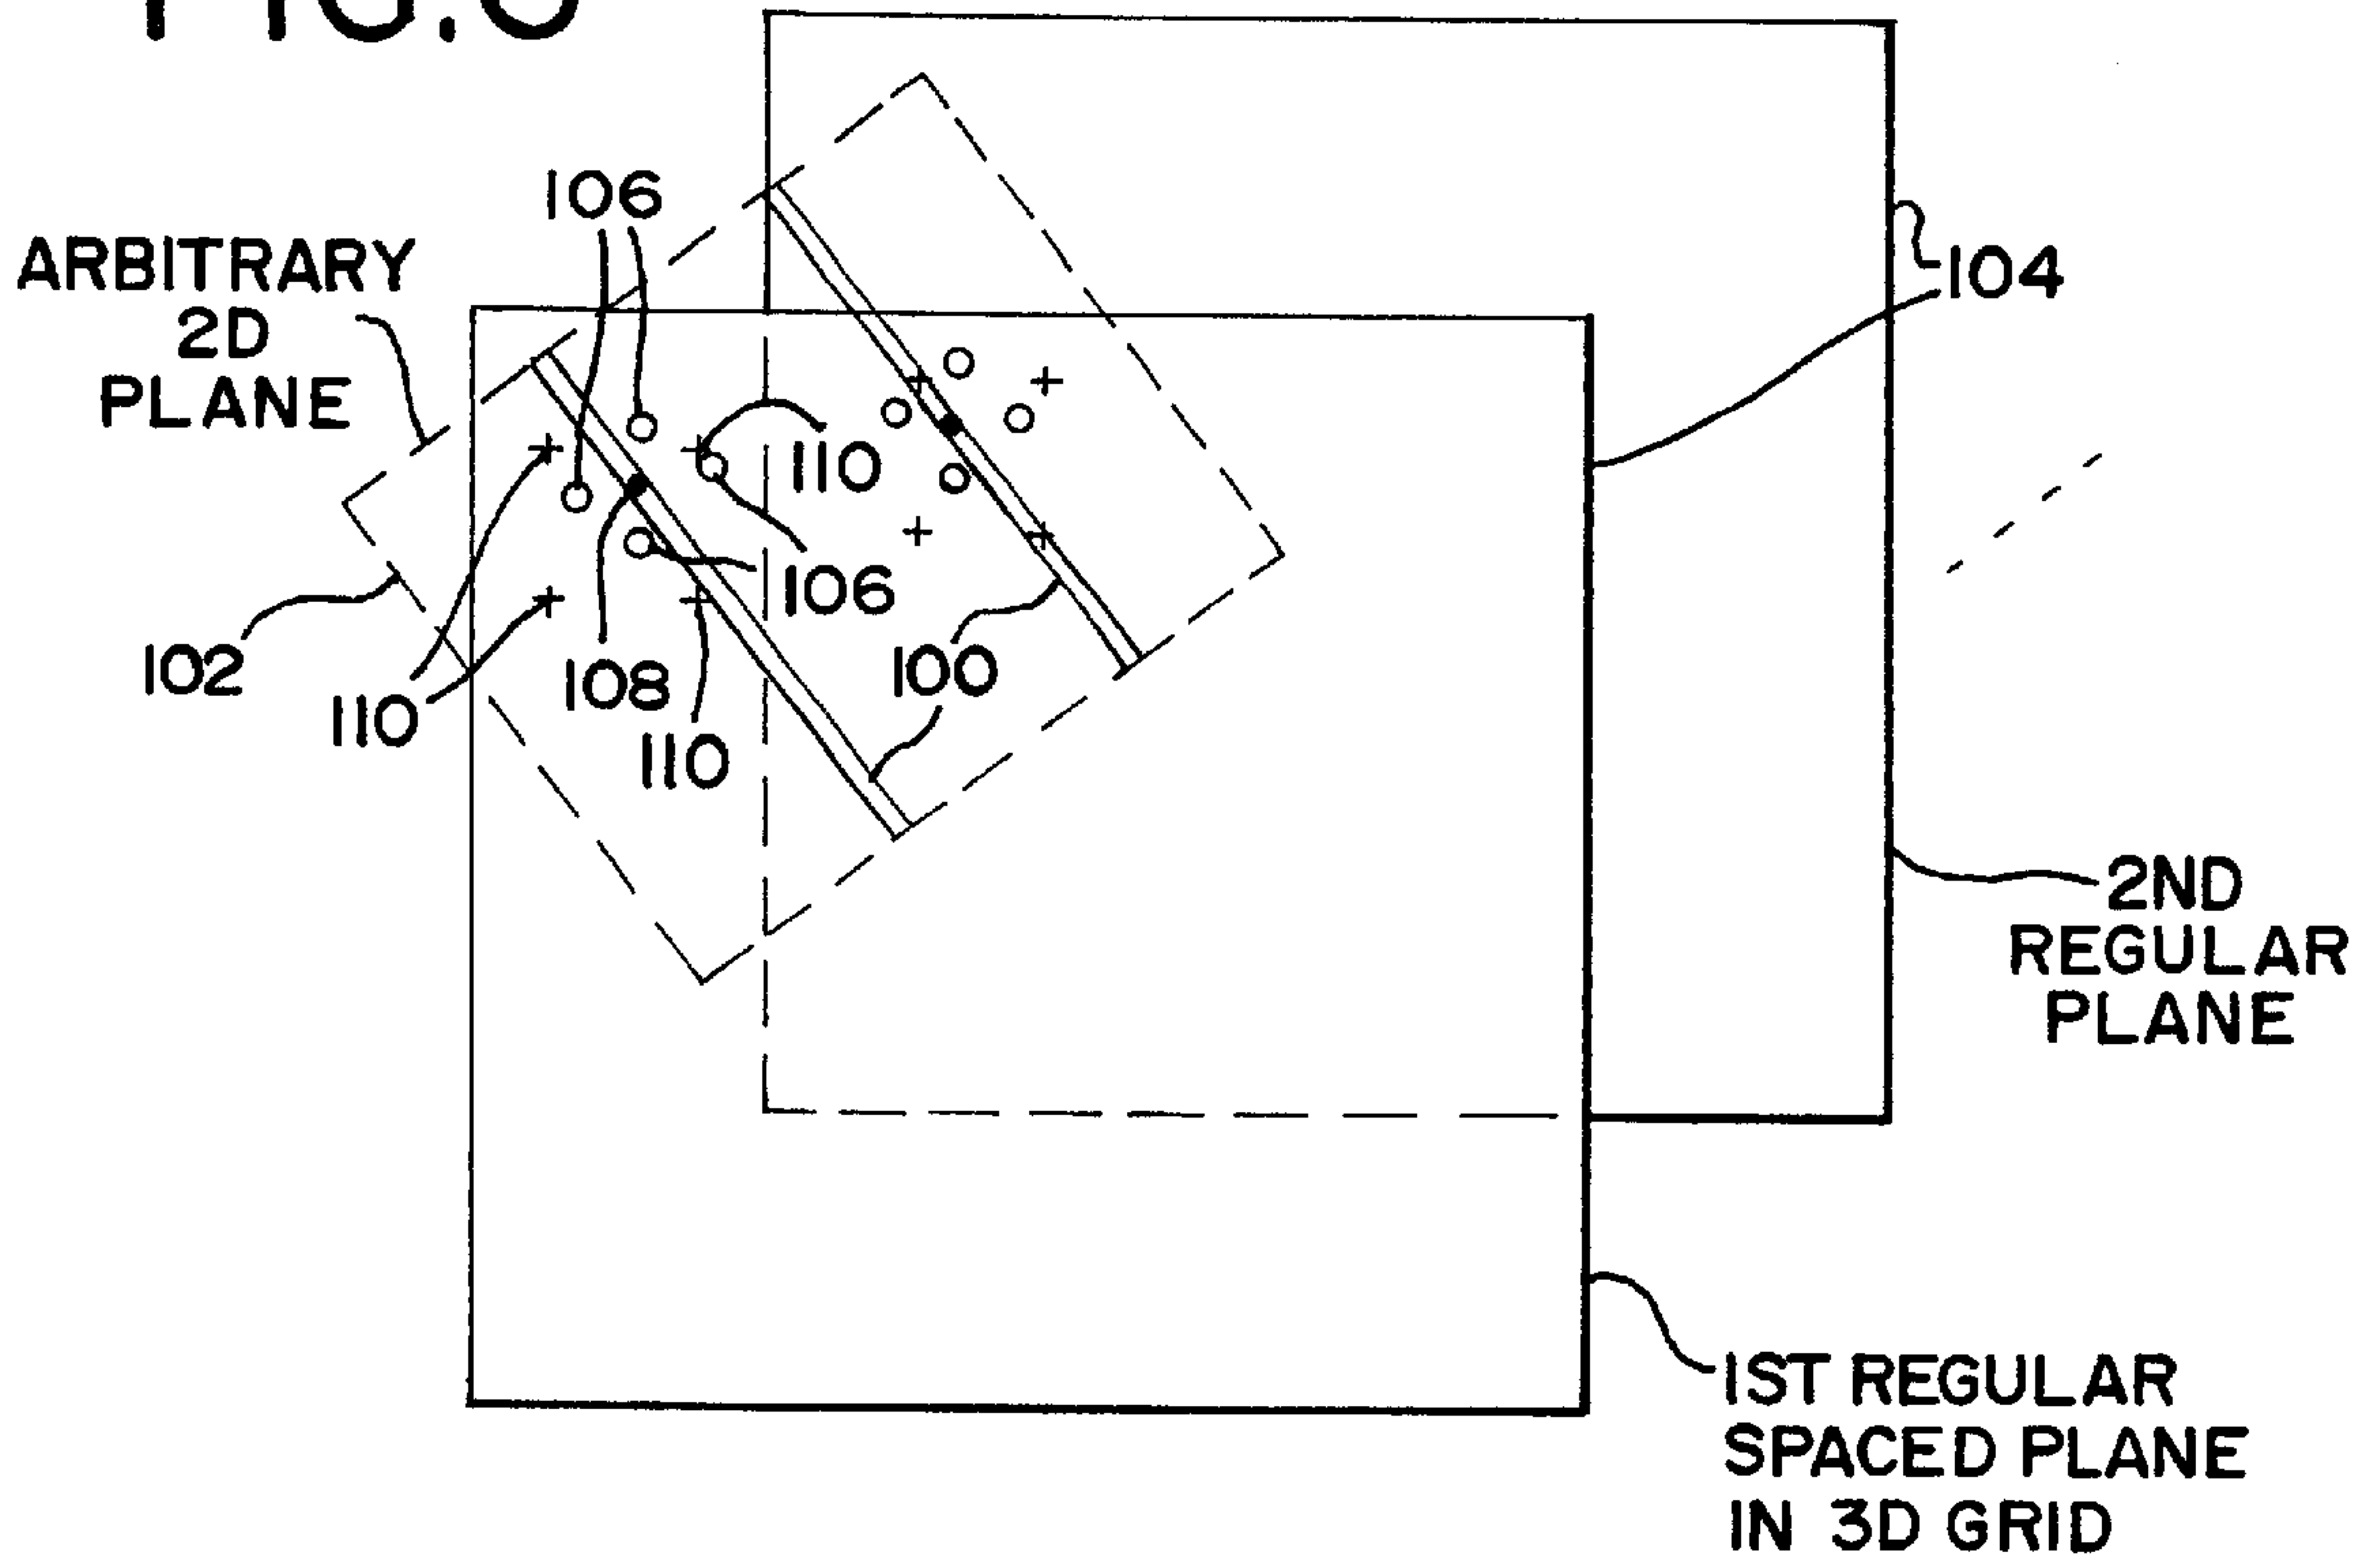 FIG.
106
ARBITRARY
2D
PLANE
104
110
106
102
108
100
110
110
2ND
REGULAR
PLANE
1ST REGULAR
SPACED PLANE
IN 3D GRID